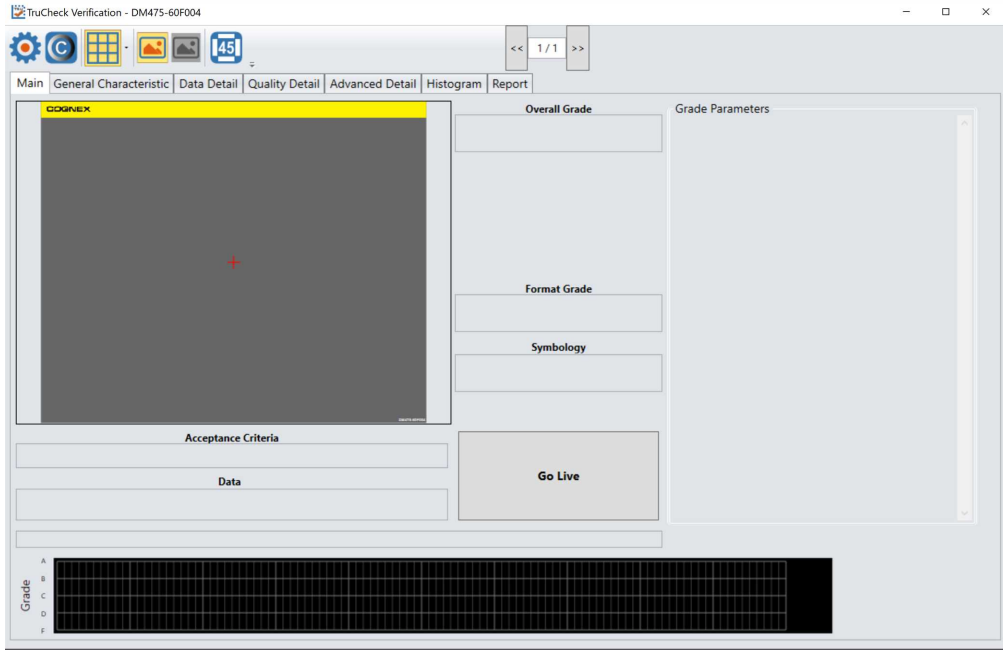 TruCheck Verification - DM475-60F004
C
45
<< 1/1 >>
Main General Characteristic Data Detail Quality Detail Advanced Detail Histogram Report
COGNEX
Overall Grade
Grade Parameters
Format Grade
Symbology
Acceptance Criteria
Go Live
Data
Grade
A
B
C
D
F